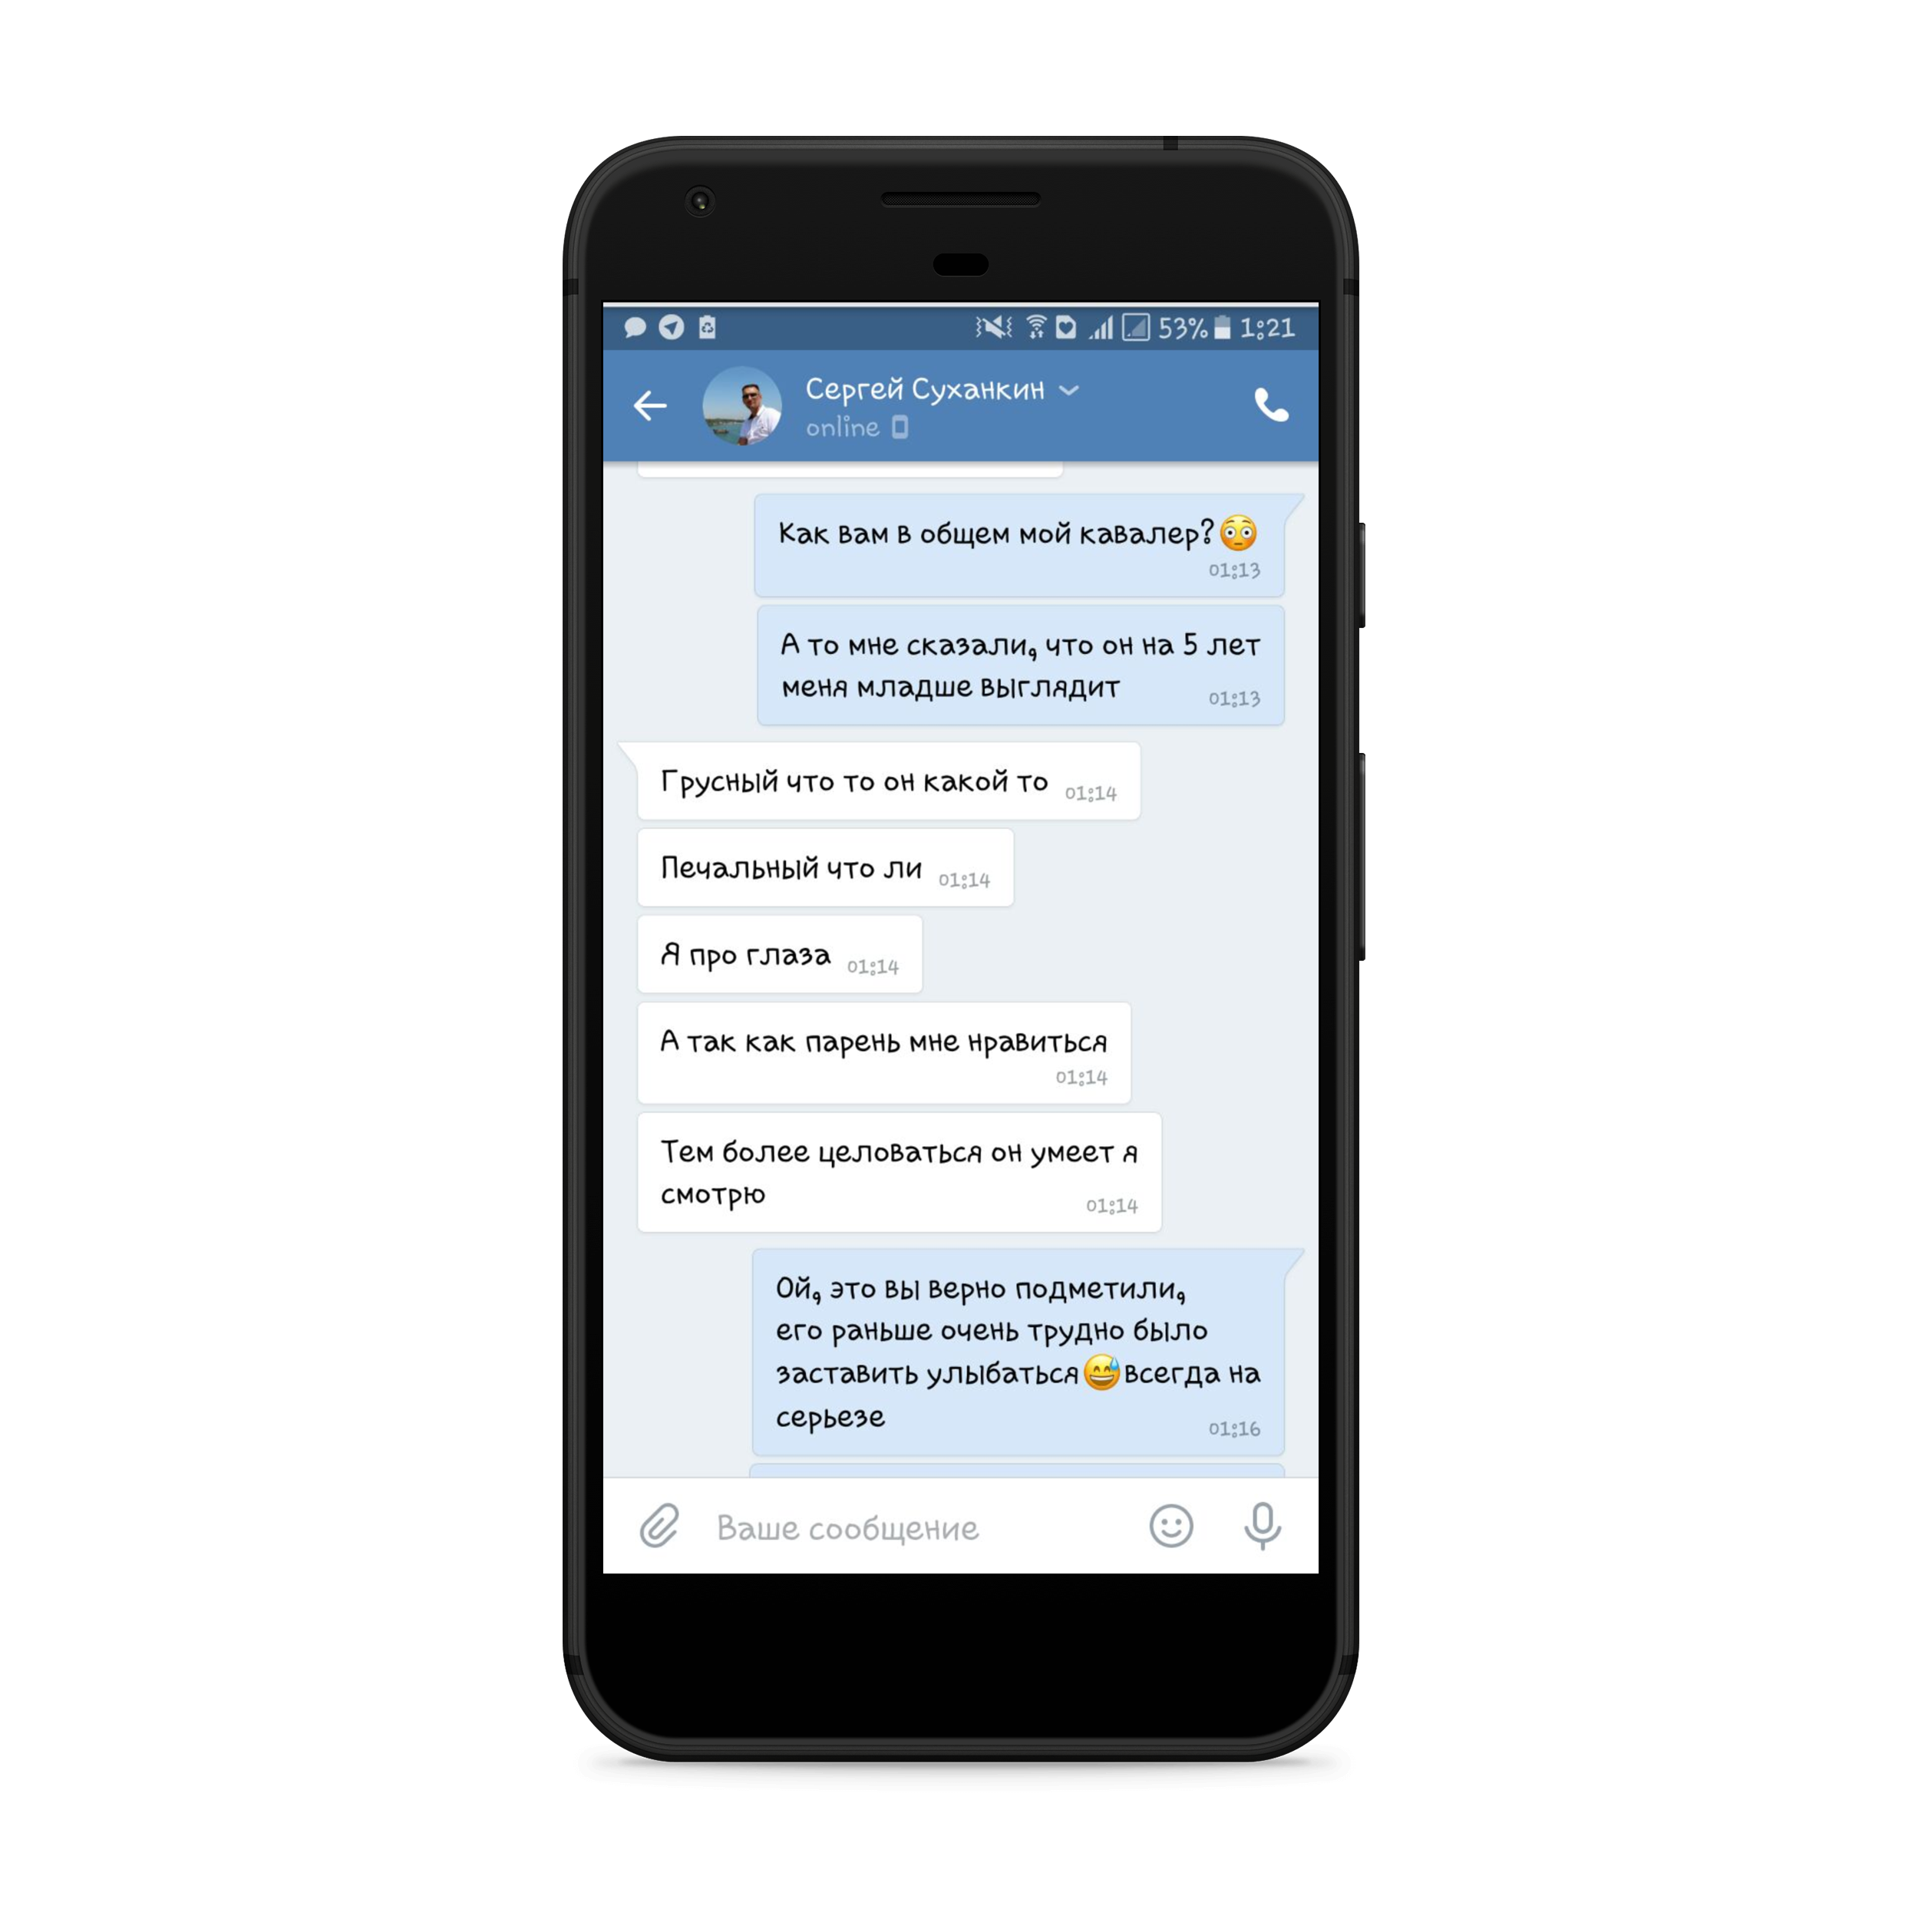 53% 1:21
Сергей Суханкин
online
Как вам в общем мой кавалер?😳
01:13
А то мне сказали, что он на 5 лет
меня младше выглядит 01:13
Грусный что то он какой то 01:14
Печальный что ли 01:14
Я про глаза 01:14
А так как парень мне нравиться
01:14
Тем более целоваться он умеет я
смотрю 01:14
Ой, это вы верно подметили,
его раньше очень трудно было
заставить улыбаться😅всегда на
серьезе 01:16
Ваше сообщение